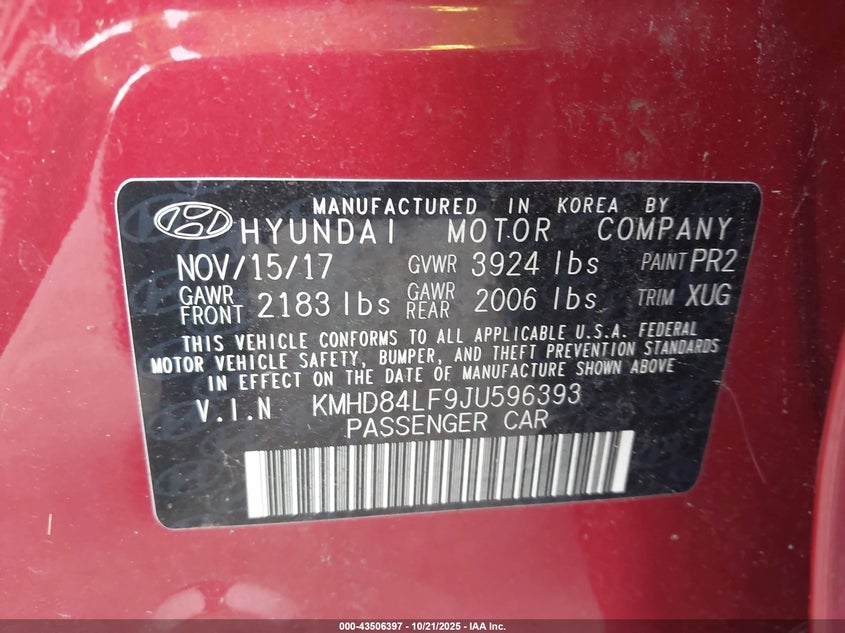 MANUFACTURED IN KOREA BY
HYUNDAI MOTOR COMPANY
NOV/15/17 GVWR 3924 lbs PAINT PR2
GAWR FRONT 2183 lbs GAWR REAR 2006 lbs TRIM XUG
THIS VEHICLE CONFORMS TO ALL APPLICABLE U.S.A. FEDERAL
MOTOR VEHICLE SAFETY, BUMPER, AND THEFT PREVENTION STANDARDS
IN EFFECT ON THE DATE OF MANUFACTURE SHOWN ABOVE
V.I.N KMHD84LF9JU596393
PASSENGER CAR
000-43506397 - 10/21/2025 - IAA Inc.